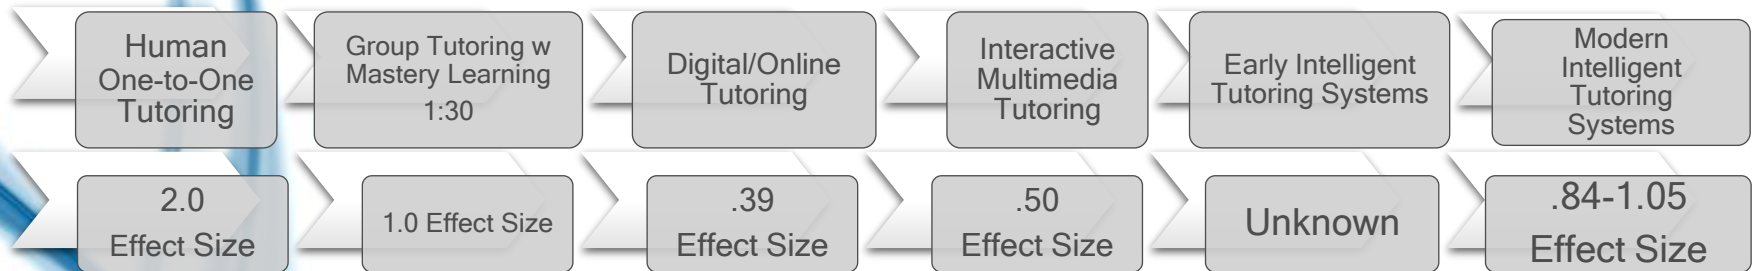 Human
One-to-One
Tutoring
Group Tutoring w
Mastery Learning
1:30
Digital/Online
Tutoring
Interactive
Multimedia
Tutoring
Early Intelligent
Tutoring Systems
Modern
Intelligent
Tutoring
Systems
2.0
Effect Size
1.0 Effect Size
.39
Effect Size
.50
Effect Size
Unknown
.84-1.05
Effect Size